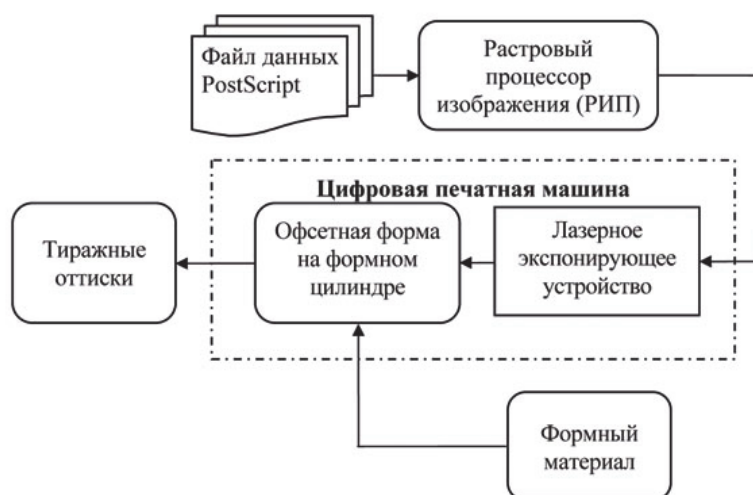 Файл данных
PostScript
Растровый
процессор
изображения (РИП)
Цифровая печатная машина
Тиражные
оттиски
Офсетная форма
на формном
цилиндре
Лазерное
экспонирующее
устройство
Формный
материал